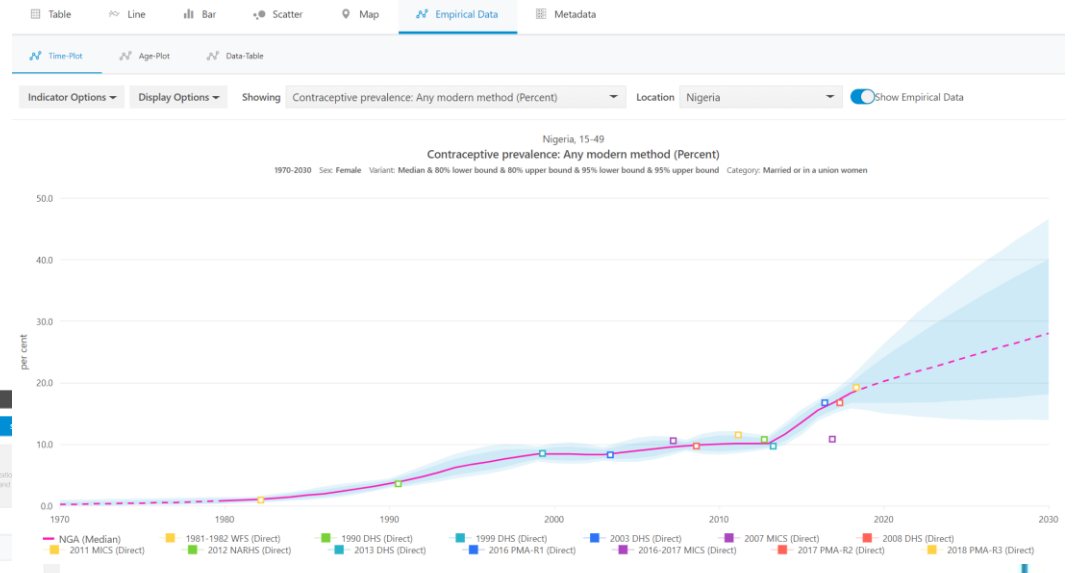 Table Line Bar Scatter Map Empirical Data Metadata
Time-Plot Age-Plot Data-Table
Indicator Options Display Options Showing Contraceptive prevalence: Any modern method (Percent) Location Nigeria Show Empirical Data
Nigeria, 15-49
Contraceptive prevalence: Any modern method (Percent)
1970-2030 Sex: Female Variant: Median & 80% lower bound & 80% upper bound & 95% lower bound & 95% upper bound Category: Married or in a union women
50.0
40.0
30.0
per cent
20.0
10.0
0.0
1970 1980 1990 2000 2010 2020 2030
NGA (Median) 1981-1982 WFS (Direct) 1990 DHS (Direct) 1999 DHS (Direct) 2003 DHS (Direct) 2007 MICS (Direct) 2008 DHS (Direct)
2011 MICS (Direct) 2012 NARHS (Direct) 2013 DHS (Direct) 2016 PMA-R1 (Direct) 2016-2017 MICS (Direct) 2017 PMA-R2 (Direct) 2018 PMA-R3 (Direct)